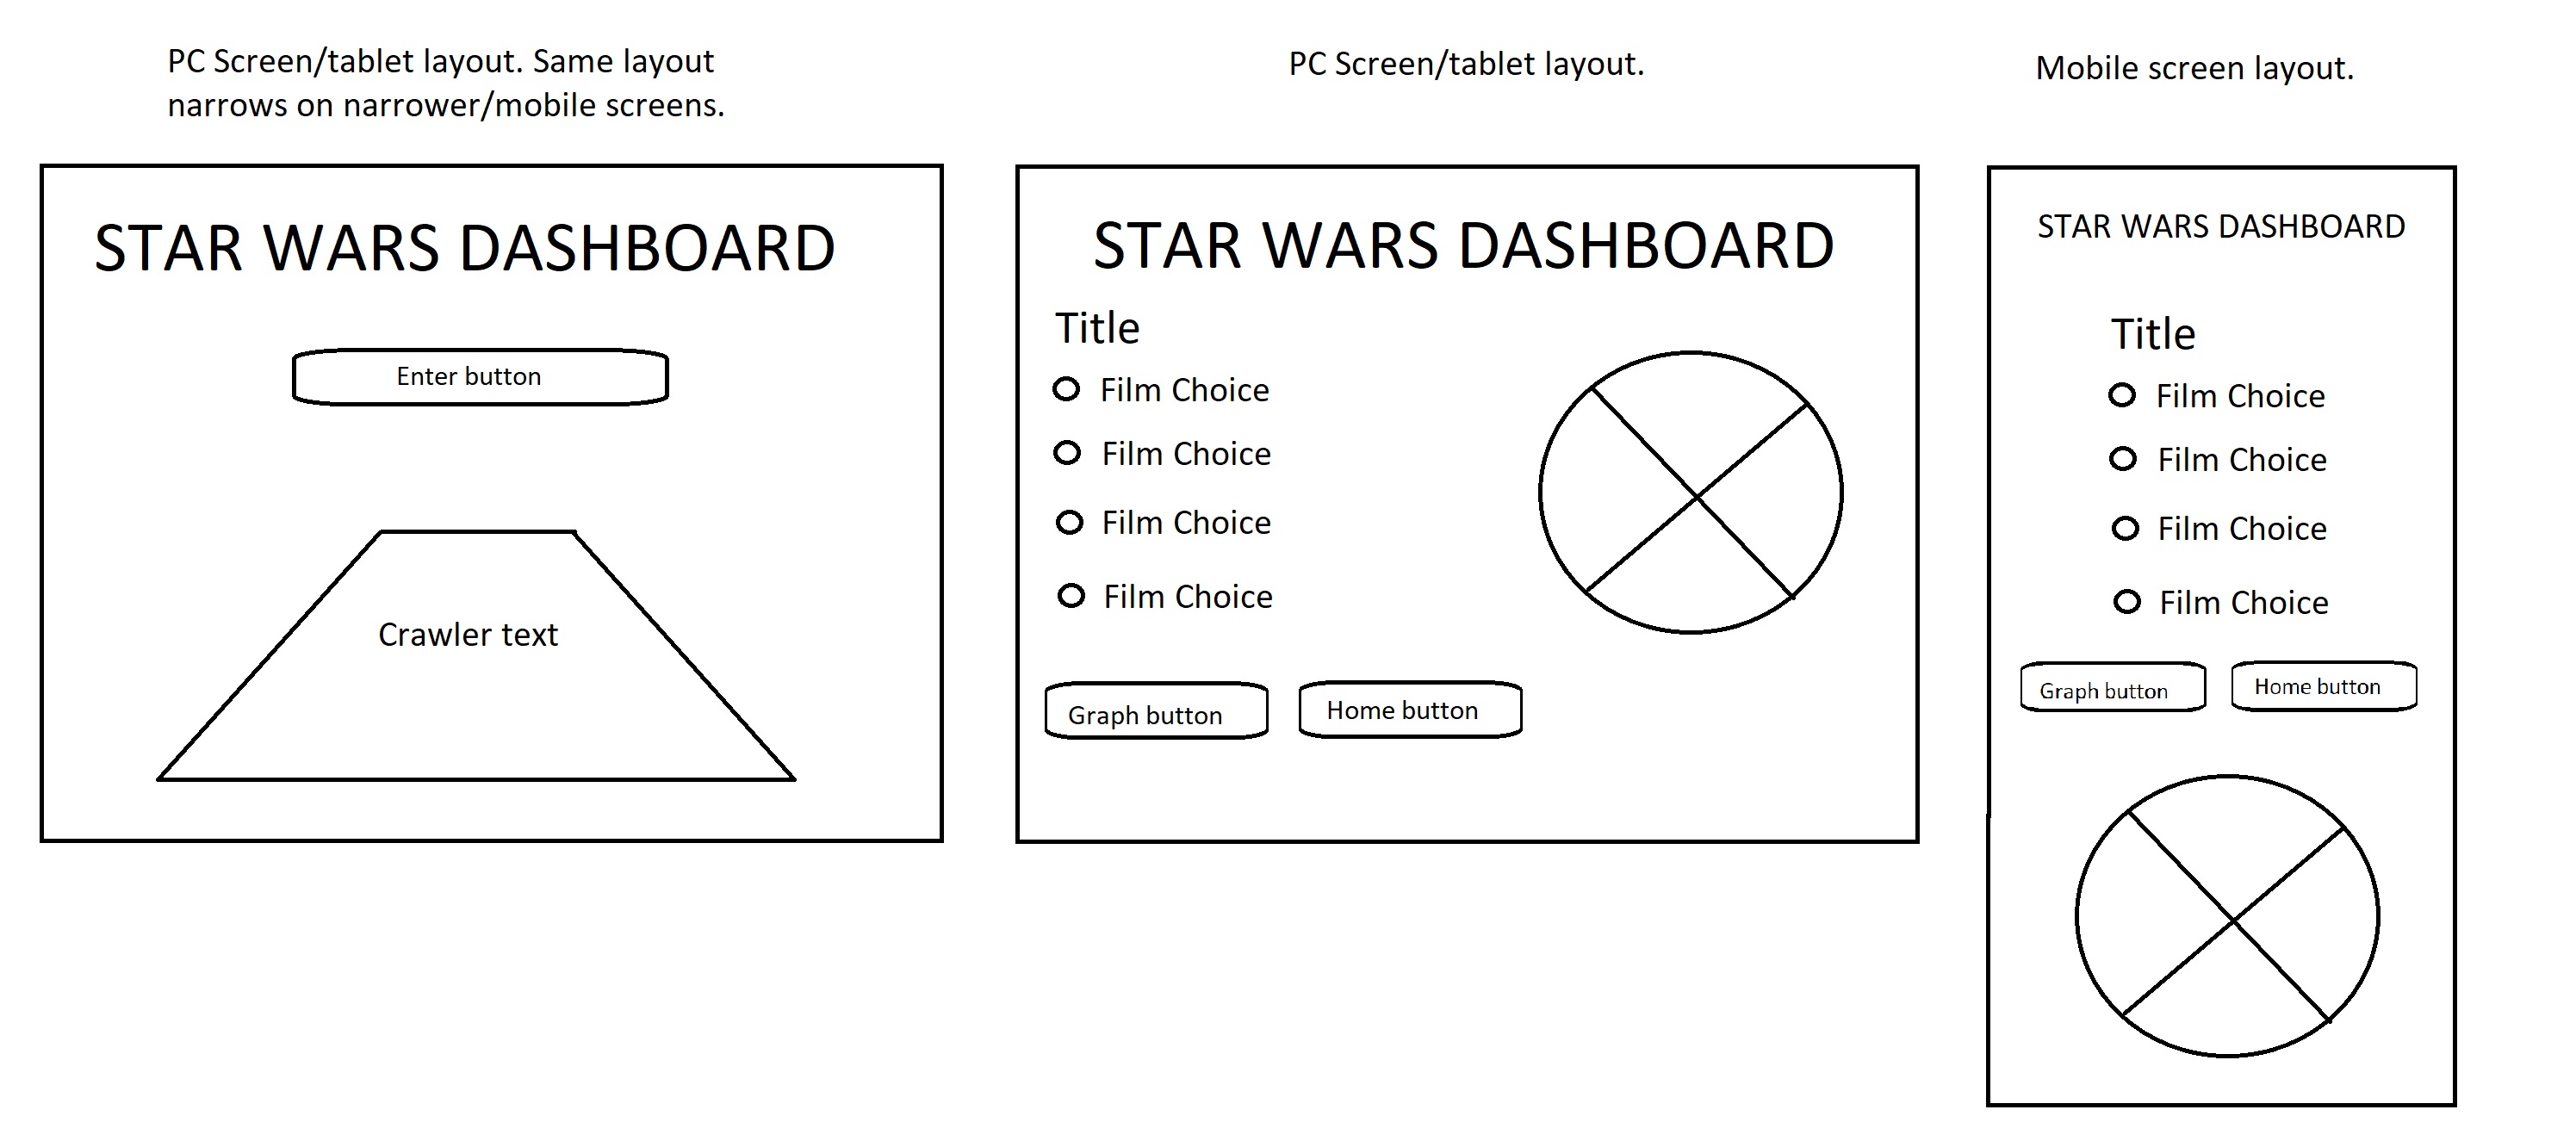 PC Screen/tablet layout. Same layout
narrows on narrower/mobile screens.
STAR WARS DASHBOARD
Enter button
Crawler text
PC Screen/tablet layout.
STAR WARS DASHBOARD
Title
Film Choice
Film Choice
Film Choice
Film Choice
Graph button
Home button
Mobile screen layout.
STAR WARS DASHBOARD
Title
Film Choice
Film Choice
Film Choice
Film Choice
Graph button
Home button